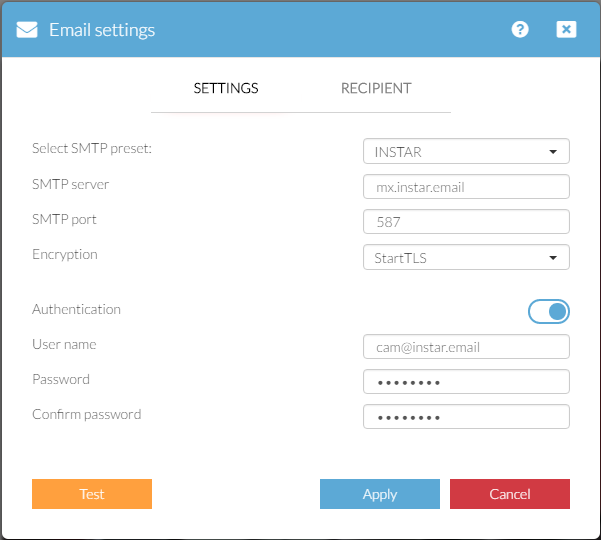 Email settings
SETTINGS RECIPIENT
Select SMTP preset: INSTAR
SMTP server mx.instar.email
SMTP port 587
Encryption StartTLS
Authentication
User name cam@instar.email
Password ••••••••
Confirm password ••••••••
Test Apply Cancel